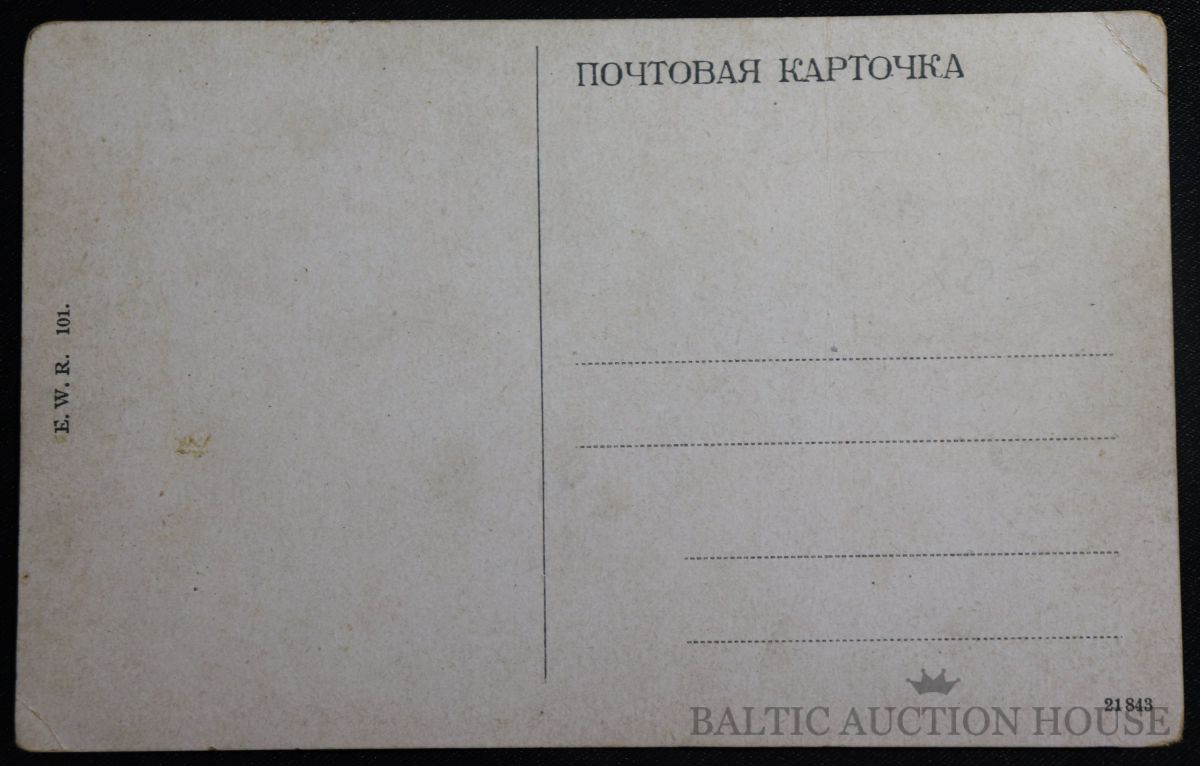 ПОЧТОВАЯ КАРТОЧКА
E. W. R. 101.
21843
BALTIC AUCTION HOUSE